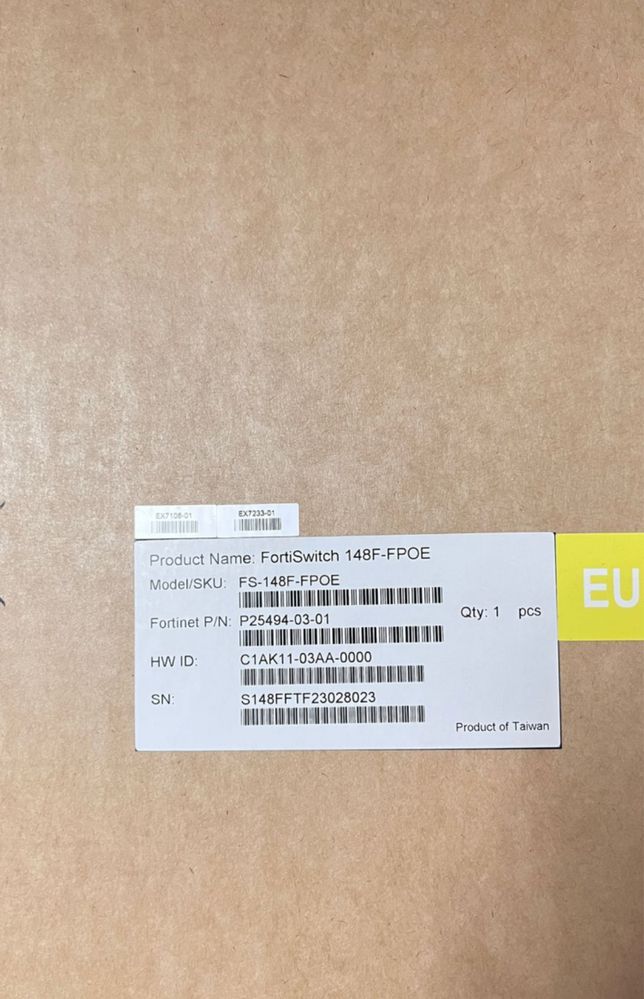 EX7106-01 EX7233-01
Product Name: FortiSwitch 148F-FPOE
Model/SKU: FS-148F-FPOE
Qty: 1 pcs
Fortinet P/N: P25494-03-01
HW ID: C1AK11-03AA-0000
SN: S148FFTF23028023
Product of Taiwan
EU